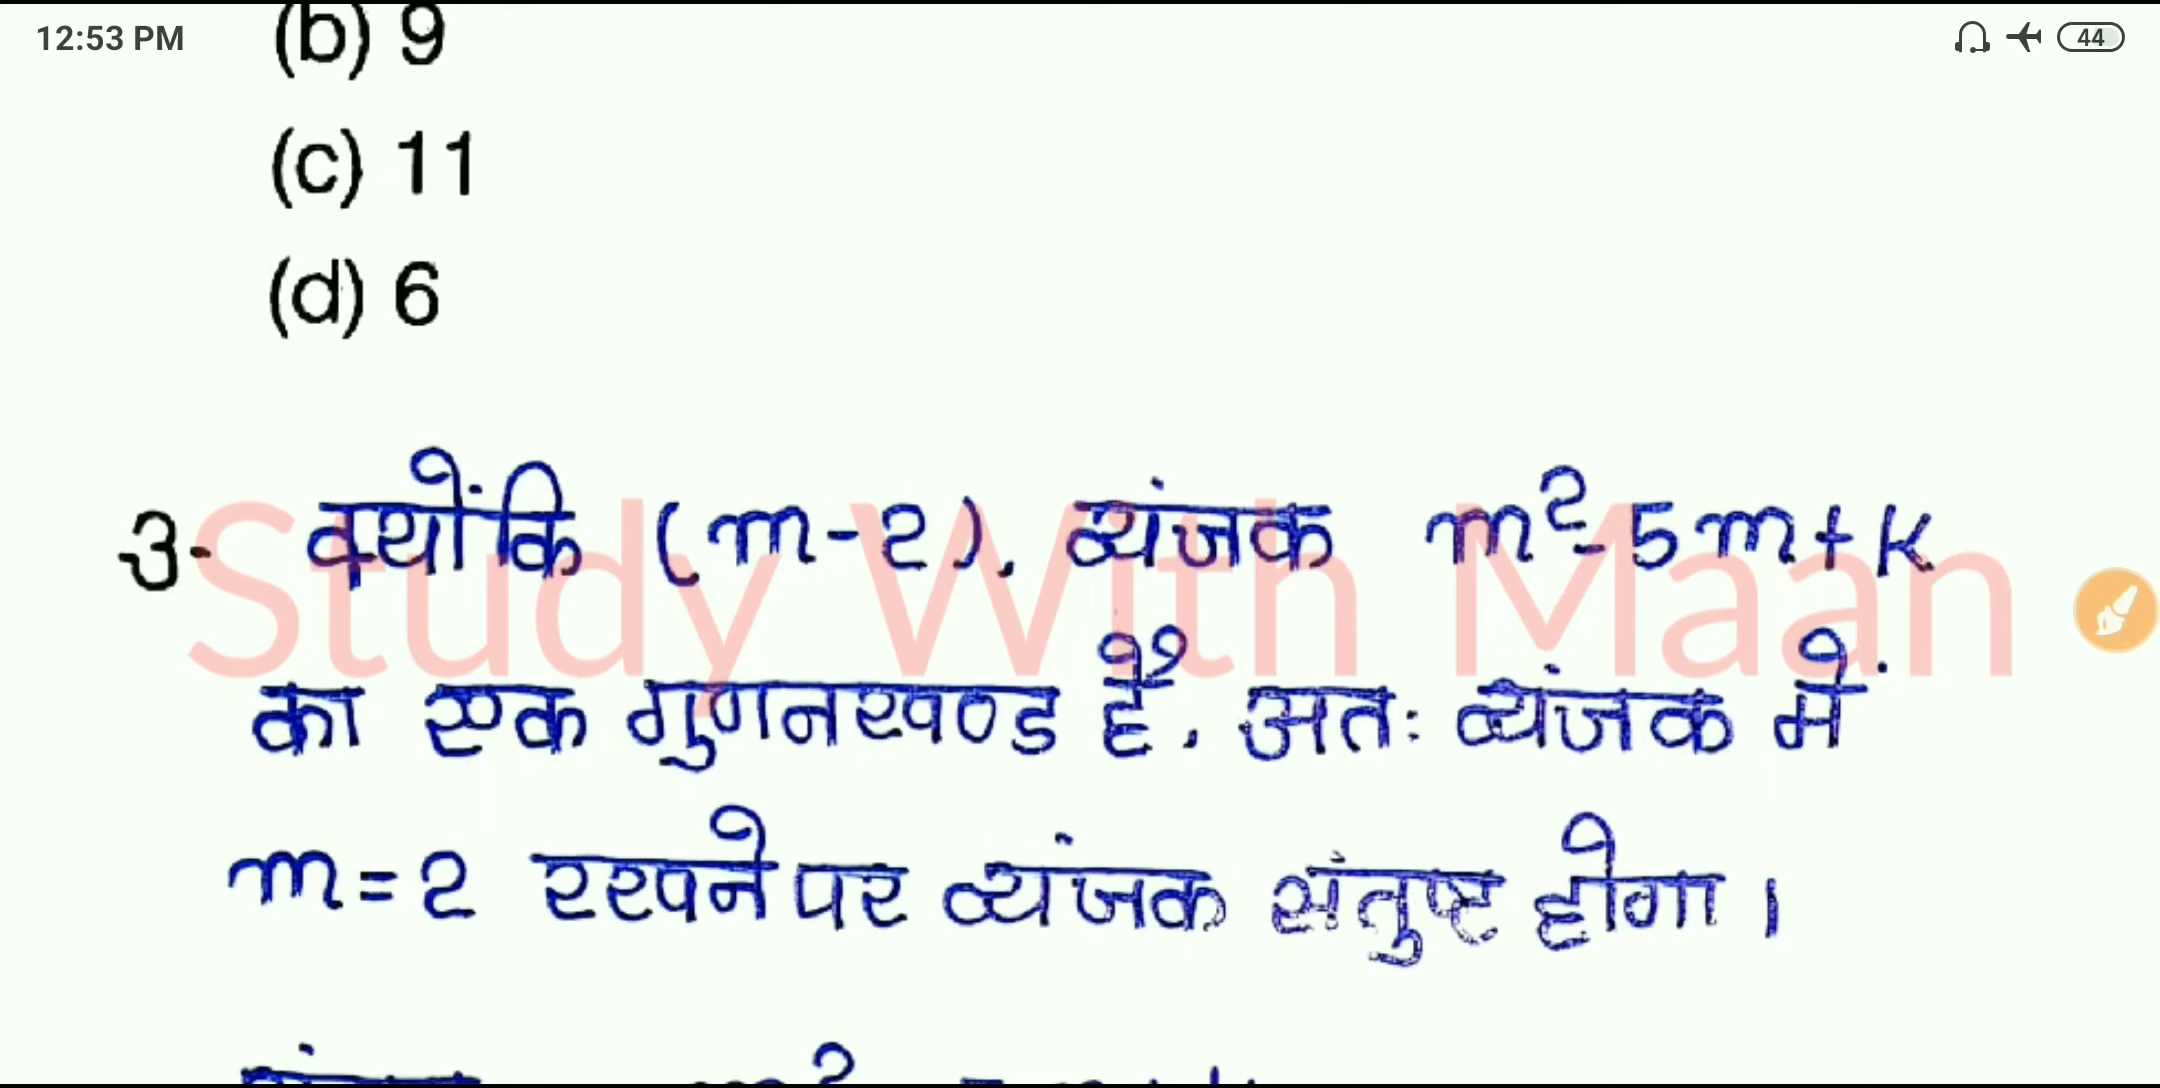 12:53 PM
44
(b) 9
(c) 11
(d) 6
3- क्योंकि (m-2), व्यंजक m²-5m+k
Study With Maan
का एक गुणनखण्ड है, अतः व्यंजक में
m=2 रखने पर व्यंजक संतुष्ट होगा।